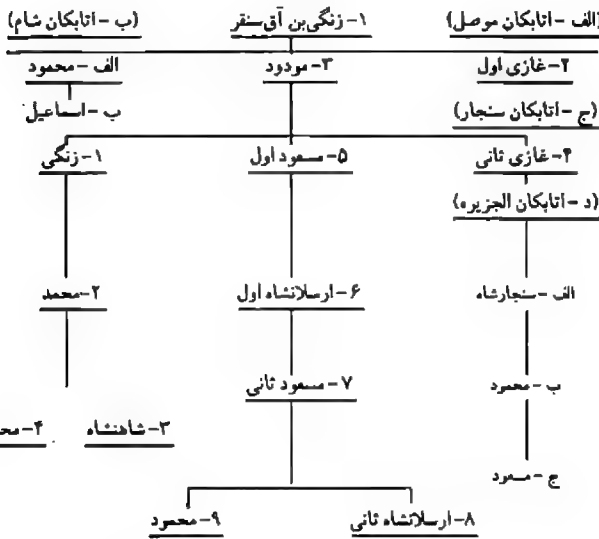 (الف - اتابکان موصل) ۱- زنگی بن آق سنقر (ب - اتابکان شام)
۲- غازی اول ۳- مودود الف - محمود
(ج - اتابکان سنجار) ب - اسماعیل
۴- غازی ثانی ۵- مسعود اول ۱- زنگی
(د - اتابکان الجزیره)
الف - سنجارشاه ۶- ارسلانشاه اول ۲- محمد
ب - محمود ۷- مسعود ثانی
۳- شاهنشاه ۴-
ج - مسعود
۸- ارسلانشاه ثانی ۹- محمود